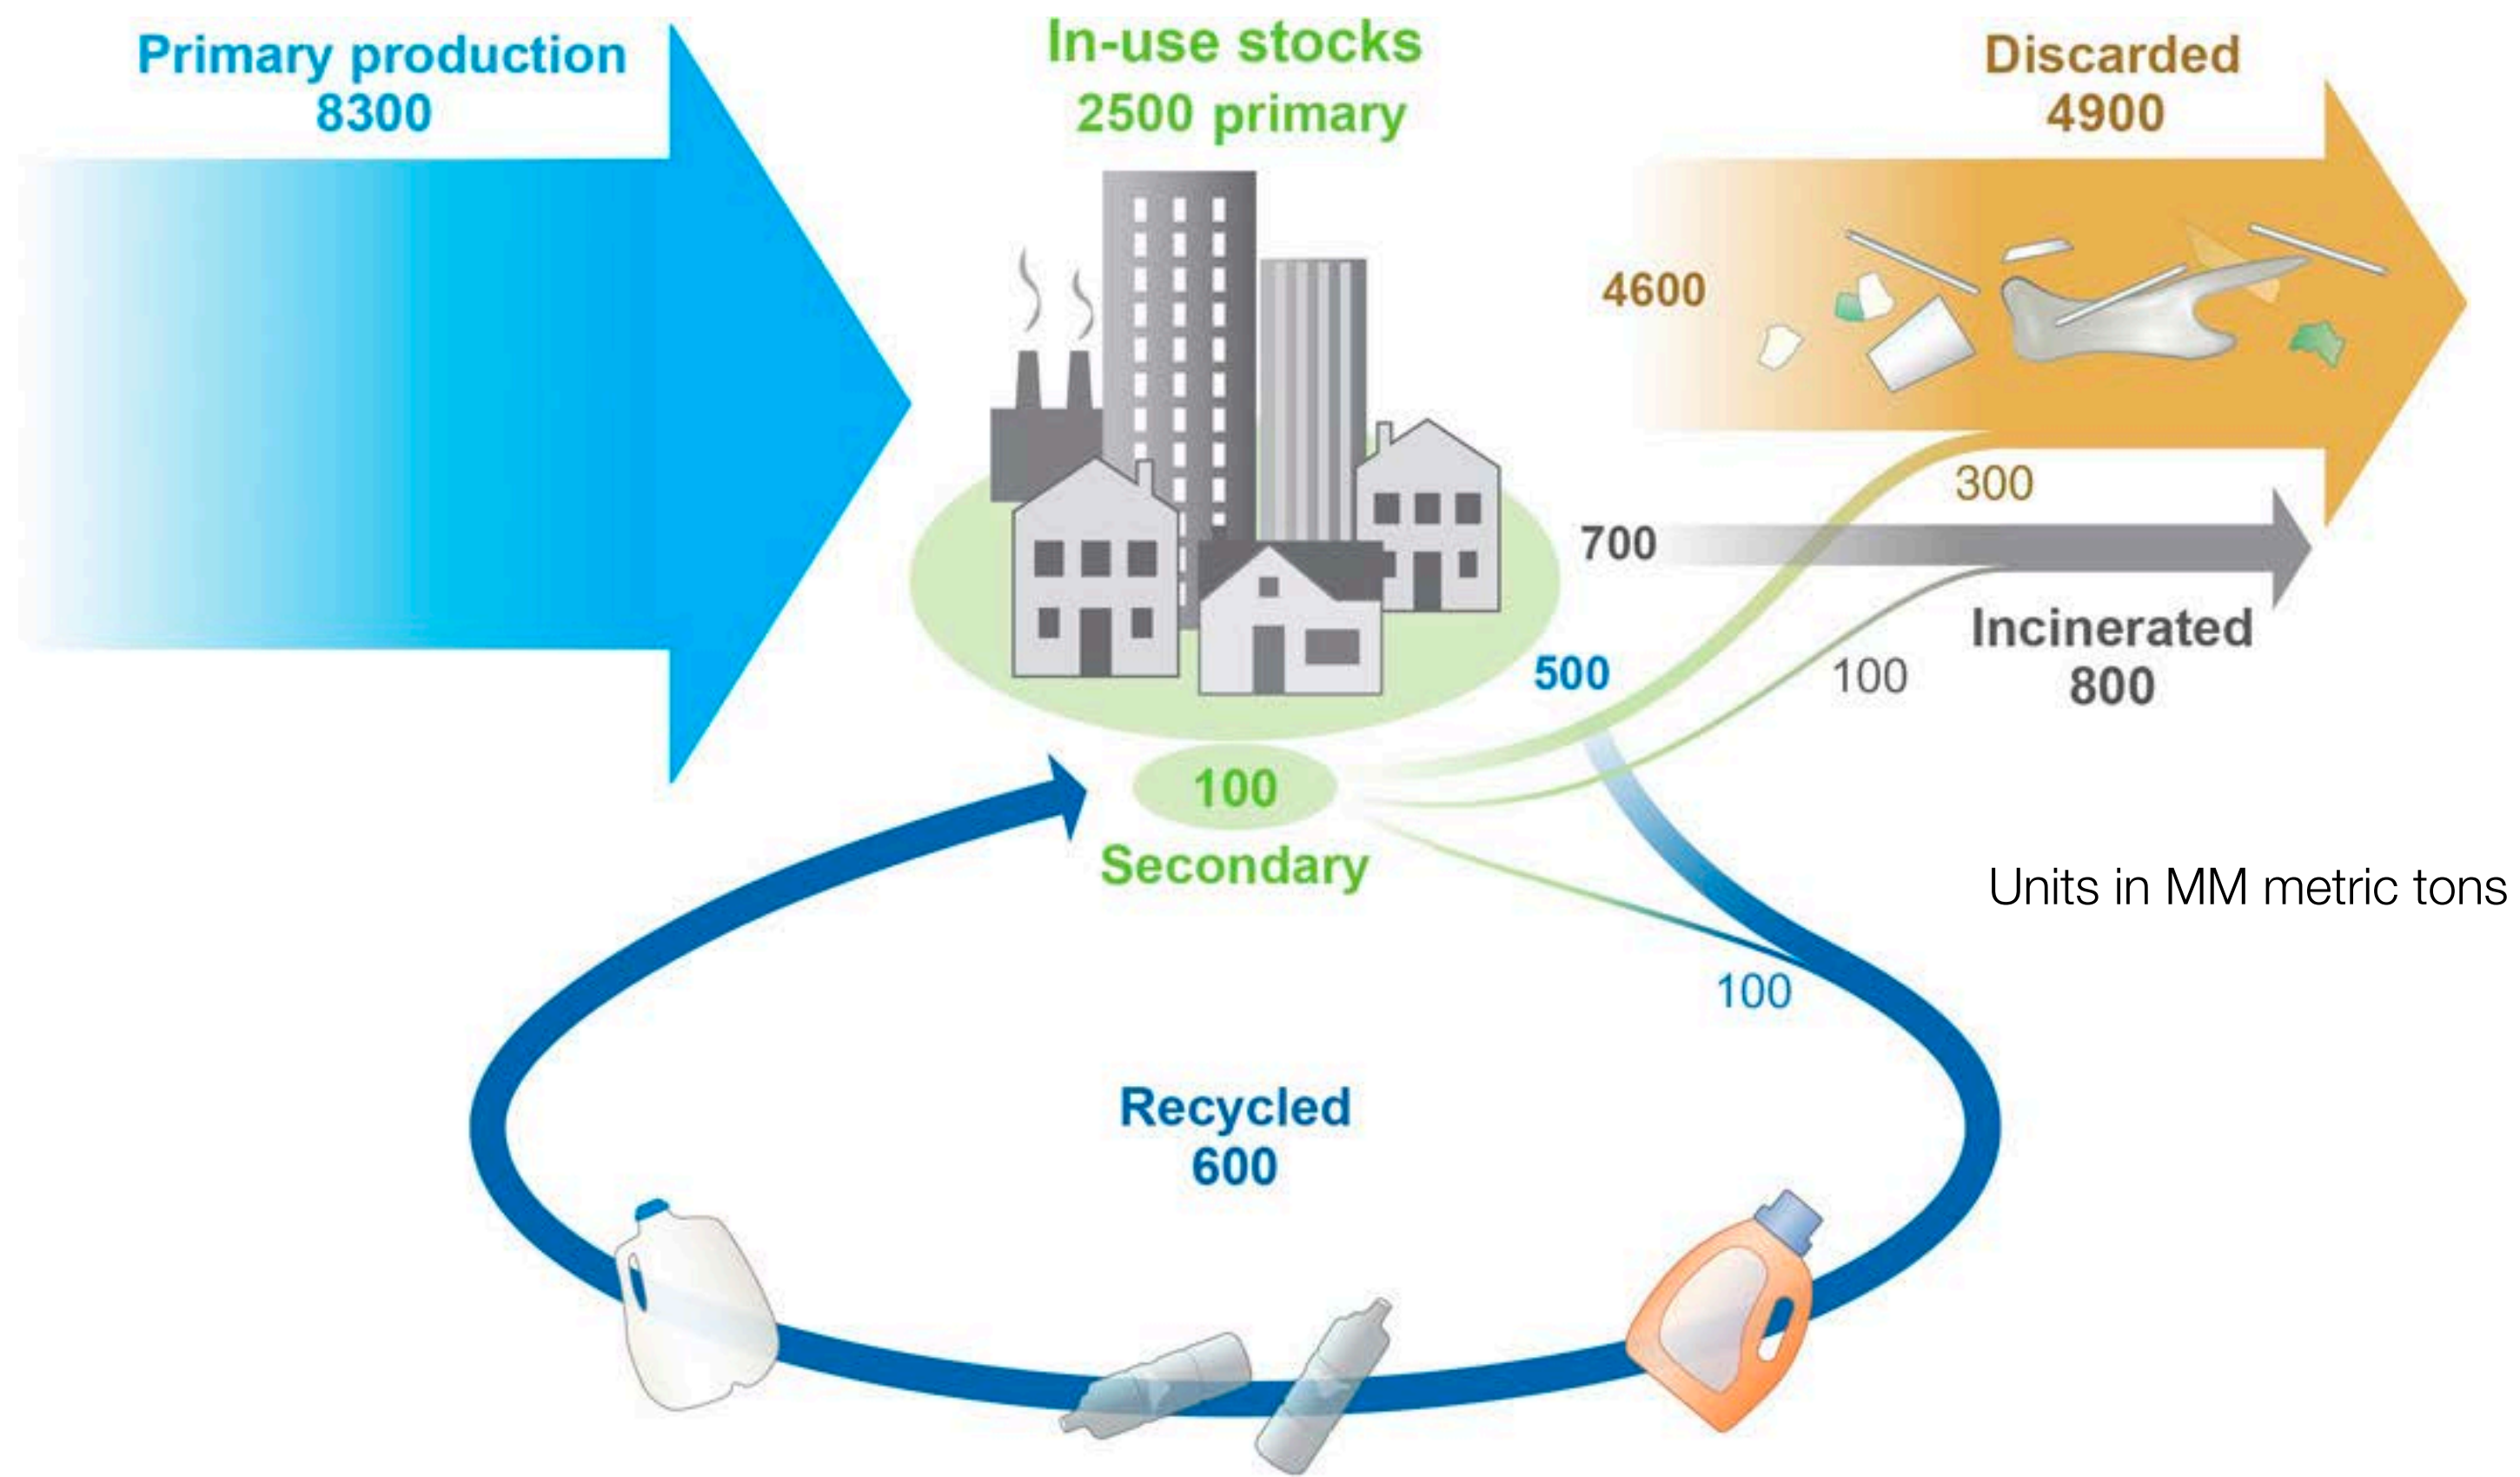 Primary production
8300
In-use stocks
2500 primary
Discarded
4900
4600
300
700
Incinerated
800
500
100
100
Secondary
Units in MM metric tons
100
Recycled
600